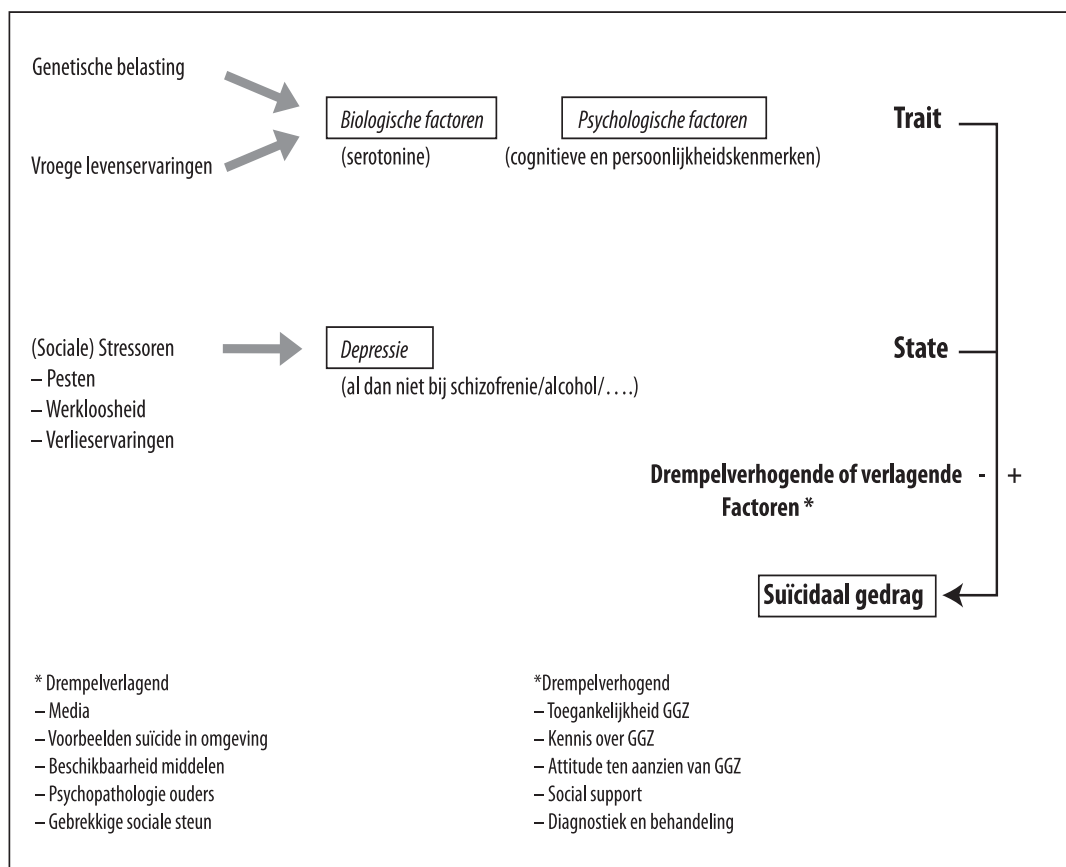 Genetische belasting
Vroege levenservaringen
Biologische factoren
(serotonine)
Psychologische factoren
(cognitieve en persoonlijkheidskenmerken)
Trait
(Sociale) Stressoren
– Pesten
– Werkloosheid
– Verlieservaringen
Depressie
(al dan niet bij schizofrenie/alcohol/....)
State
Drempelverhogende of verlagende - +
Factoren *
Suïcidaal gedrag
* Drempelverlagend
– Media
– Voorbeelden suïcide in omgeving
– Beschikbaarheid middelen
– Psychopathologie ouders
– Gebrekkige sociale steun
*Drempelverhogend
– Toegankelijkheid GGZ
– Kennis over GGZ
– Attitude ten aanzien van GGZ
– Social support
– Diagnostiek en behandeling